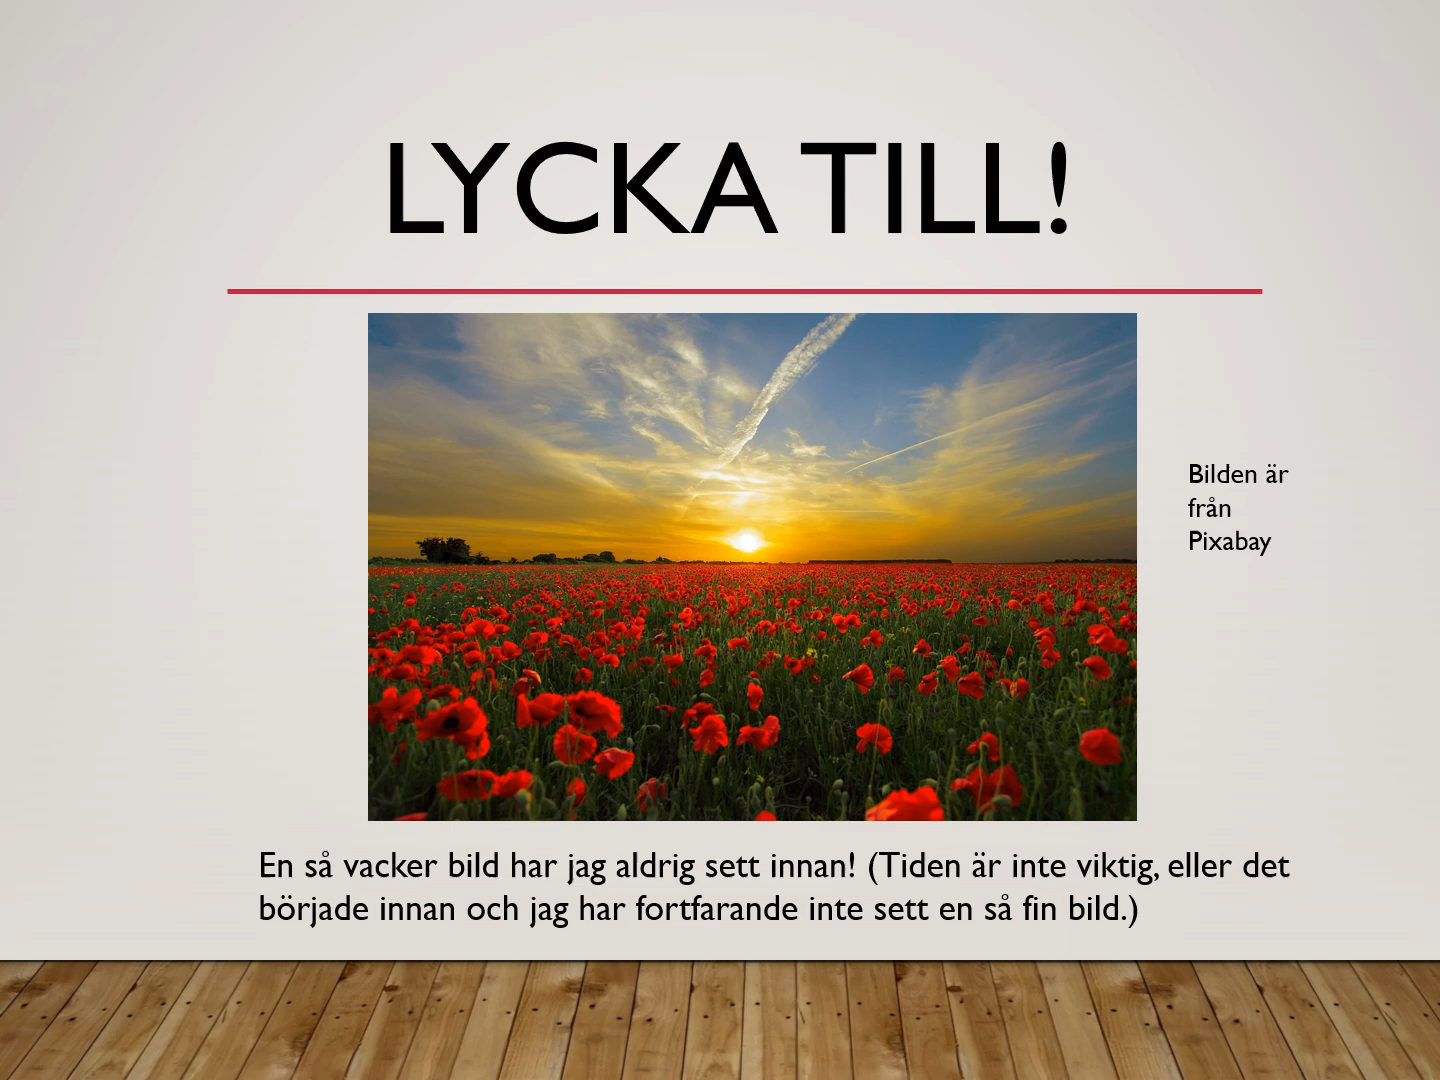 LYCKA TILL!
Bilden är
från
Pixabay
En så vacker bild har jag aldrig sett innan! (Tiden är inte viktig, eller det
började innan och jag har fortfarande inte sett en så fin bild.)